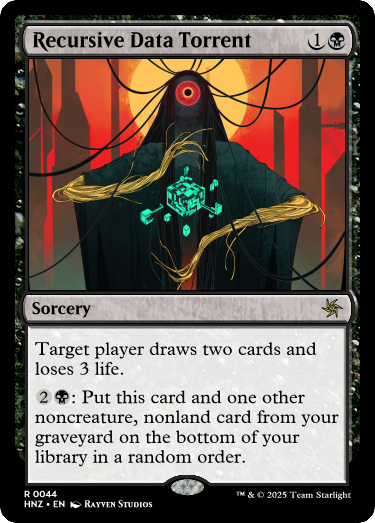 Recursive Data Torrent 1
Sorcery
Target player draws two cards and
loses 3 life.
2 : Put this card and one other
noncreature, nonland card from your
graveyard on the bottom of your
library in a random order.
R 0044
HNZ • EN Rayven Studios
™ & © 2025 Team Starlight